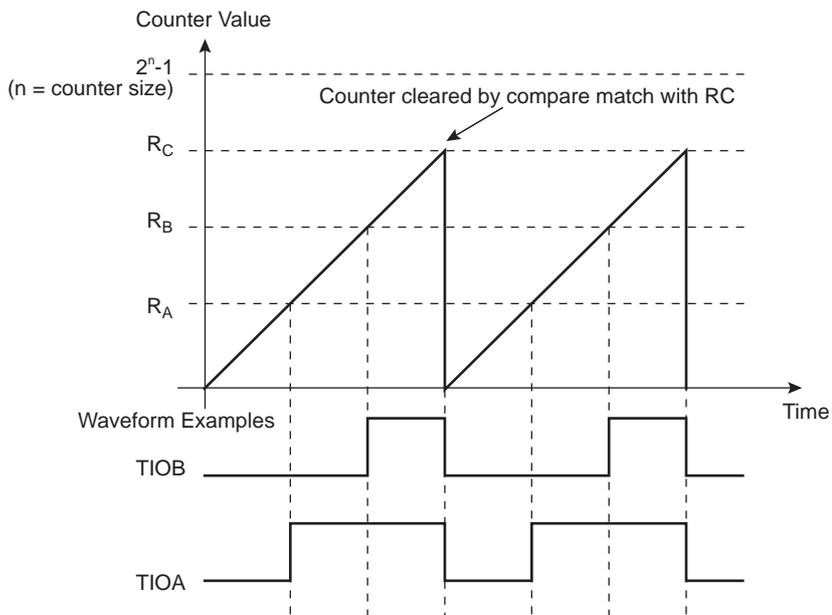 Counter Value
2ⁿ-1
(n = counter size)
Counter cleared by compare match with RC
R_C
R_B
R_A
Time
Waveform Examples
TIOB
TIOA